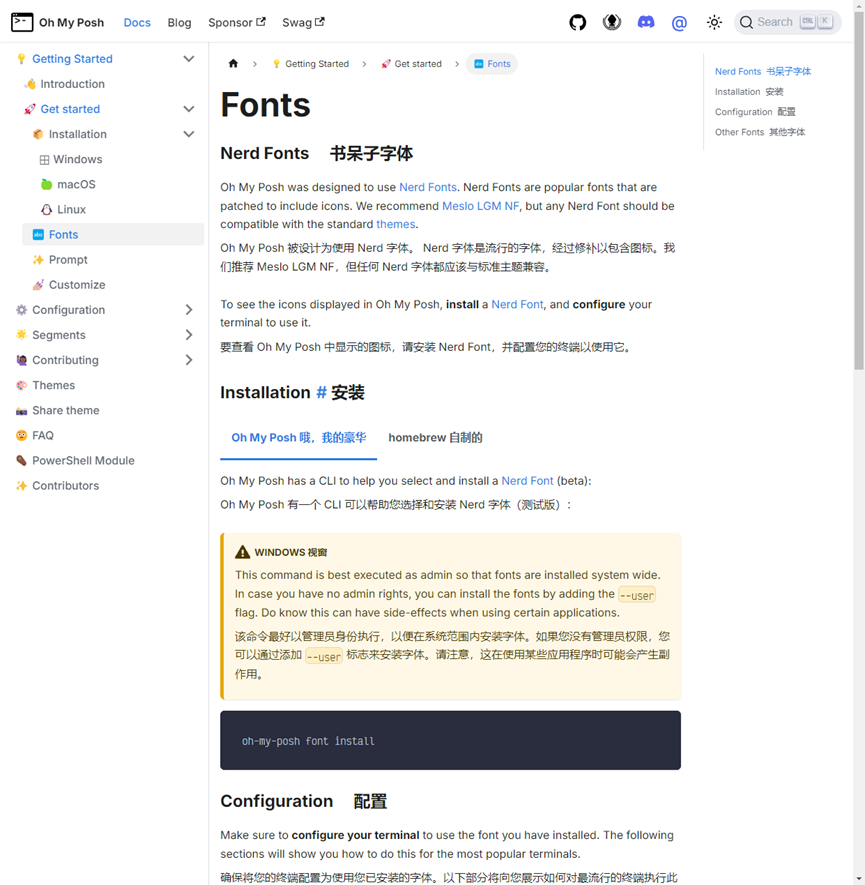 Oh My Posh Docs Blog Sponsor Swag Search CTRL K
Getting Started
Introduction
Get started
Installation
Windows
macOS
Linux
Fonts
Prompt
Customize
Configuration
Segments
Contributing
Themes
Share theme
FAQ
PowerShell Module
Contributors
Getting Started > Get started > Fonts
Fonts
Nerd Fonts 书呆子字体
Oh My Posh was designed to use Nerd Fonts. Nerd Fonts are popular fonts that are
patched to include icons. We recommend Meslo LGM NF, but any Nerd Font should be
compatible with the standard themes.
Oh My Posh 被设计为使用 Nerd 字体。 Nerd 字体是流行的字体，经过修补以包含图标。我
们推荐 Meslo LGM NF，但任何 Nerd 字体都应该与标准主题兼容。
To see the icons displayed in Oh My Posh, install a Nerd Font, and configure your
terminal to use it.
要查看 Oh My Posh 中显示的图标，请安装 Nerd Font，并配置您的终端以使用它。
Installation # 安装
Oh My Posh 哦，我的豪华 homebrew 自制的
Oh My Posh has a CLI to help you select and install a Nerd Font (beta):
Oh My Posh 有一个 CLI 可以帮助您选择和安装 Nerd 字体（测试版）：
WINDOWS 视窗
This command is best executed as admin so that fonts are installed system wide.
In case you have no admin rights, you can install the fonts by adding the --user
flag. Do know this can have side-effects when using certain applications.
该命令最好以管理员身份执行，以便在系统范围内安装字体。如果您没有管理员权限，您
可以通过添加 --user 标志来安装字体。请注意，这在使用某些应用程序时可能会产生副
作用。
oh-my-posh font install
Configuration 配置
Make sure to configure your terminal to use the font you have installed. The following
sections will show you how to do this for the most popular terminals.
确保将您的终端配置为使用您已安装的字体。以下部分将向您展示如何对最流行的终端执行此
Nerd Fonts 书呆子字体
Installation 安装
Configuration 配置
Other Fonts 其他字体